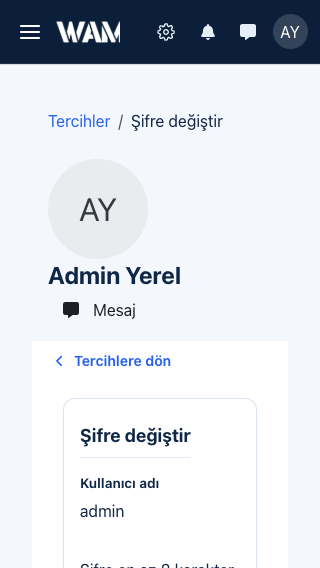 WAM
AY
Tercihler / Şifre değiştir
AY
Admin Yerel
Mesaj
Tercihlere dön
Şifre değiştir
Kullanıcı adı
admin